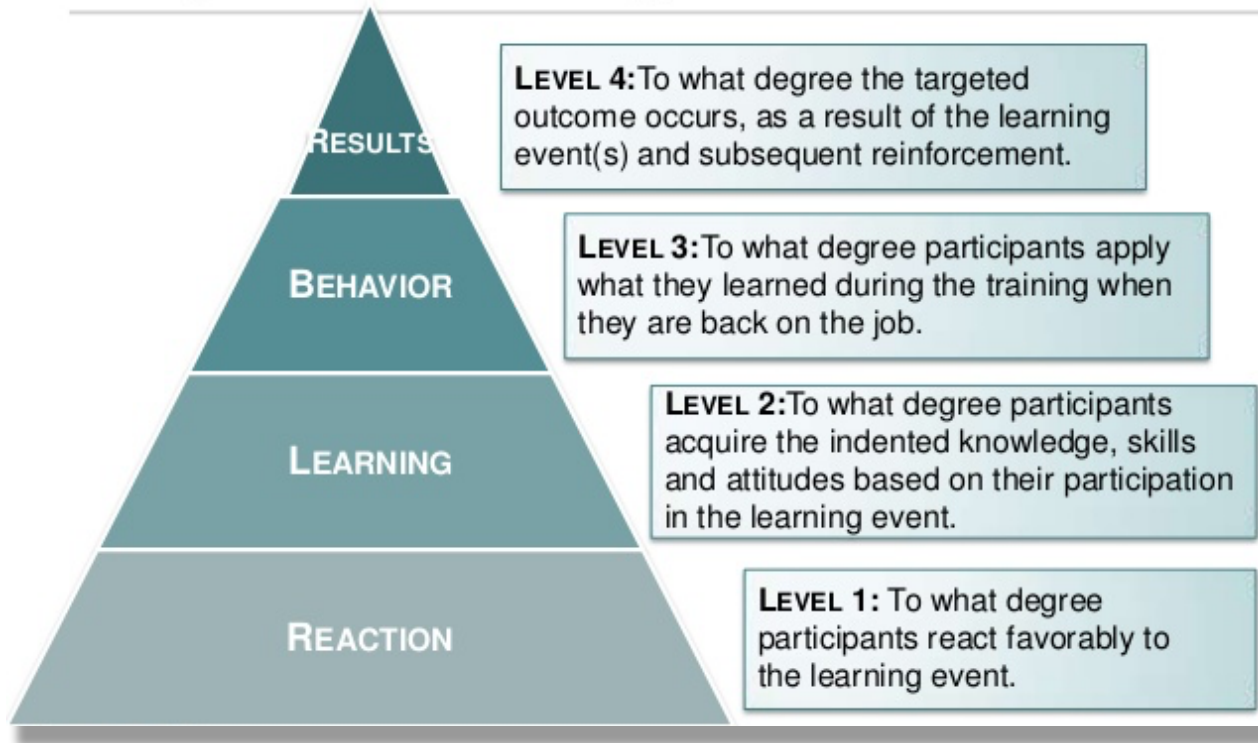 RESULTS
LEVEL 4:To what degree the targeted
outcome occurs, as a result of the learning
event(s) and subsequent reinforcement.
BEHAVIOR
LEVEL 3:To what degree participants apply
what they learned during the training when
they are back on the job.
LEARNING
LEVEL 2:To what degree participants
acquire the indented knowledge, skills
and attitudes based on their participation
in the learning event.
REACTION
LEVEL 1: To what degree
participants react favorably to
the learning event.